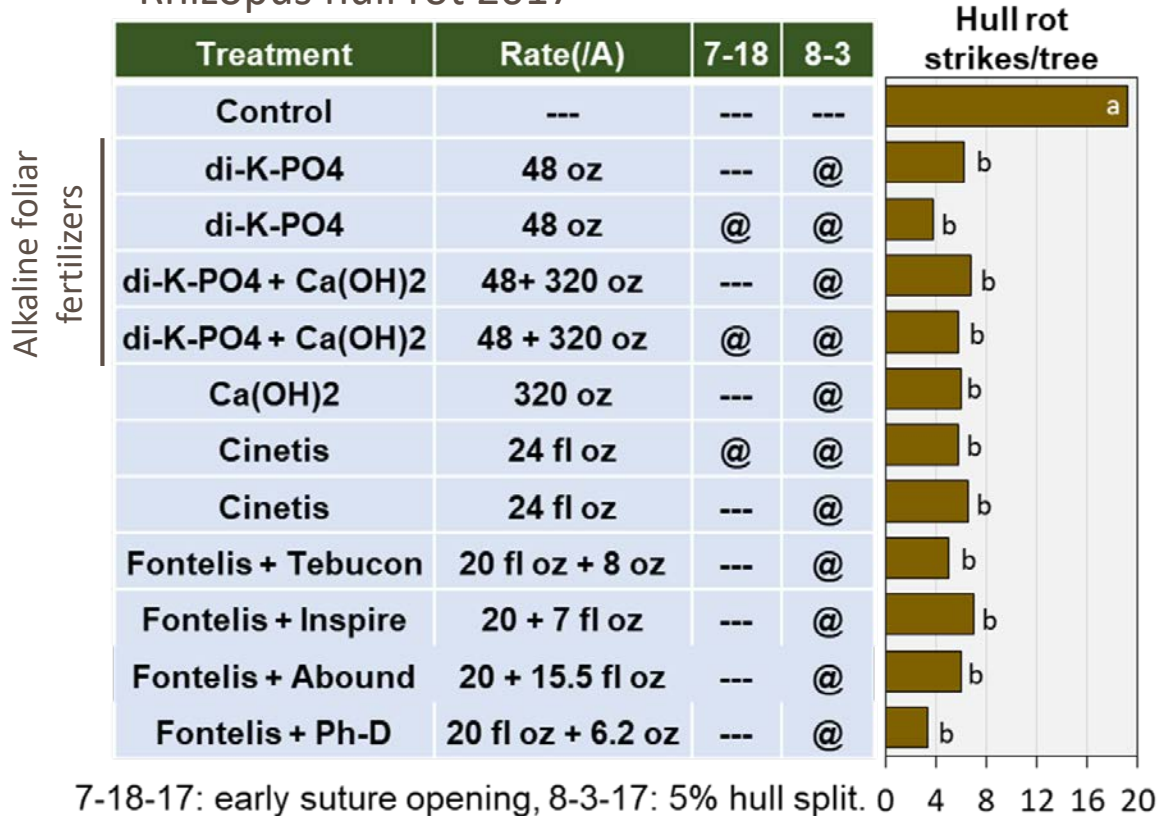 Rhizopus hull rot 2017
Hull rot
strikes/tree
Treatment Rate(/A) 7-18 8-3
Control --- --- --- a
Alkaline foliar
fertilizers
di-K-PO4 48 oz --- @ b
di-K-PO4 48 oz @ @ b
di-K-PO4 + Ca(OH)2 48+ 320 oz --- @ b
di-K-PO4 + Ca(OH)2 48 + 320 oz @ @ b
Ca(OH)2 320 oz --- @ b
Cinetis 24 fl oz @ @ b
Cinetis 24 fl oz --- @ b
Fontelis + Tebucon 20 fl oz + 8 oz --- @ b
Fontelis + Inspire 20 + 7 fl oz --- @ b
Fontelis + Abound 20 + 15.5 fl oz --- @ b
Fontelis + Ph-D 20 fl oz + 6.2 oz --- @ b
7-18-17: early suture opening, 8-3-17: 5% hull split. 0 4 8 12 16 20